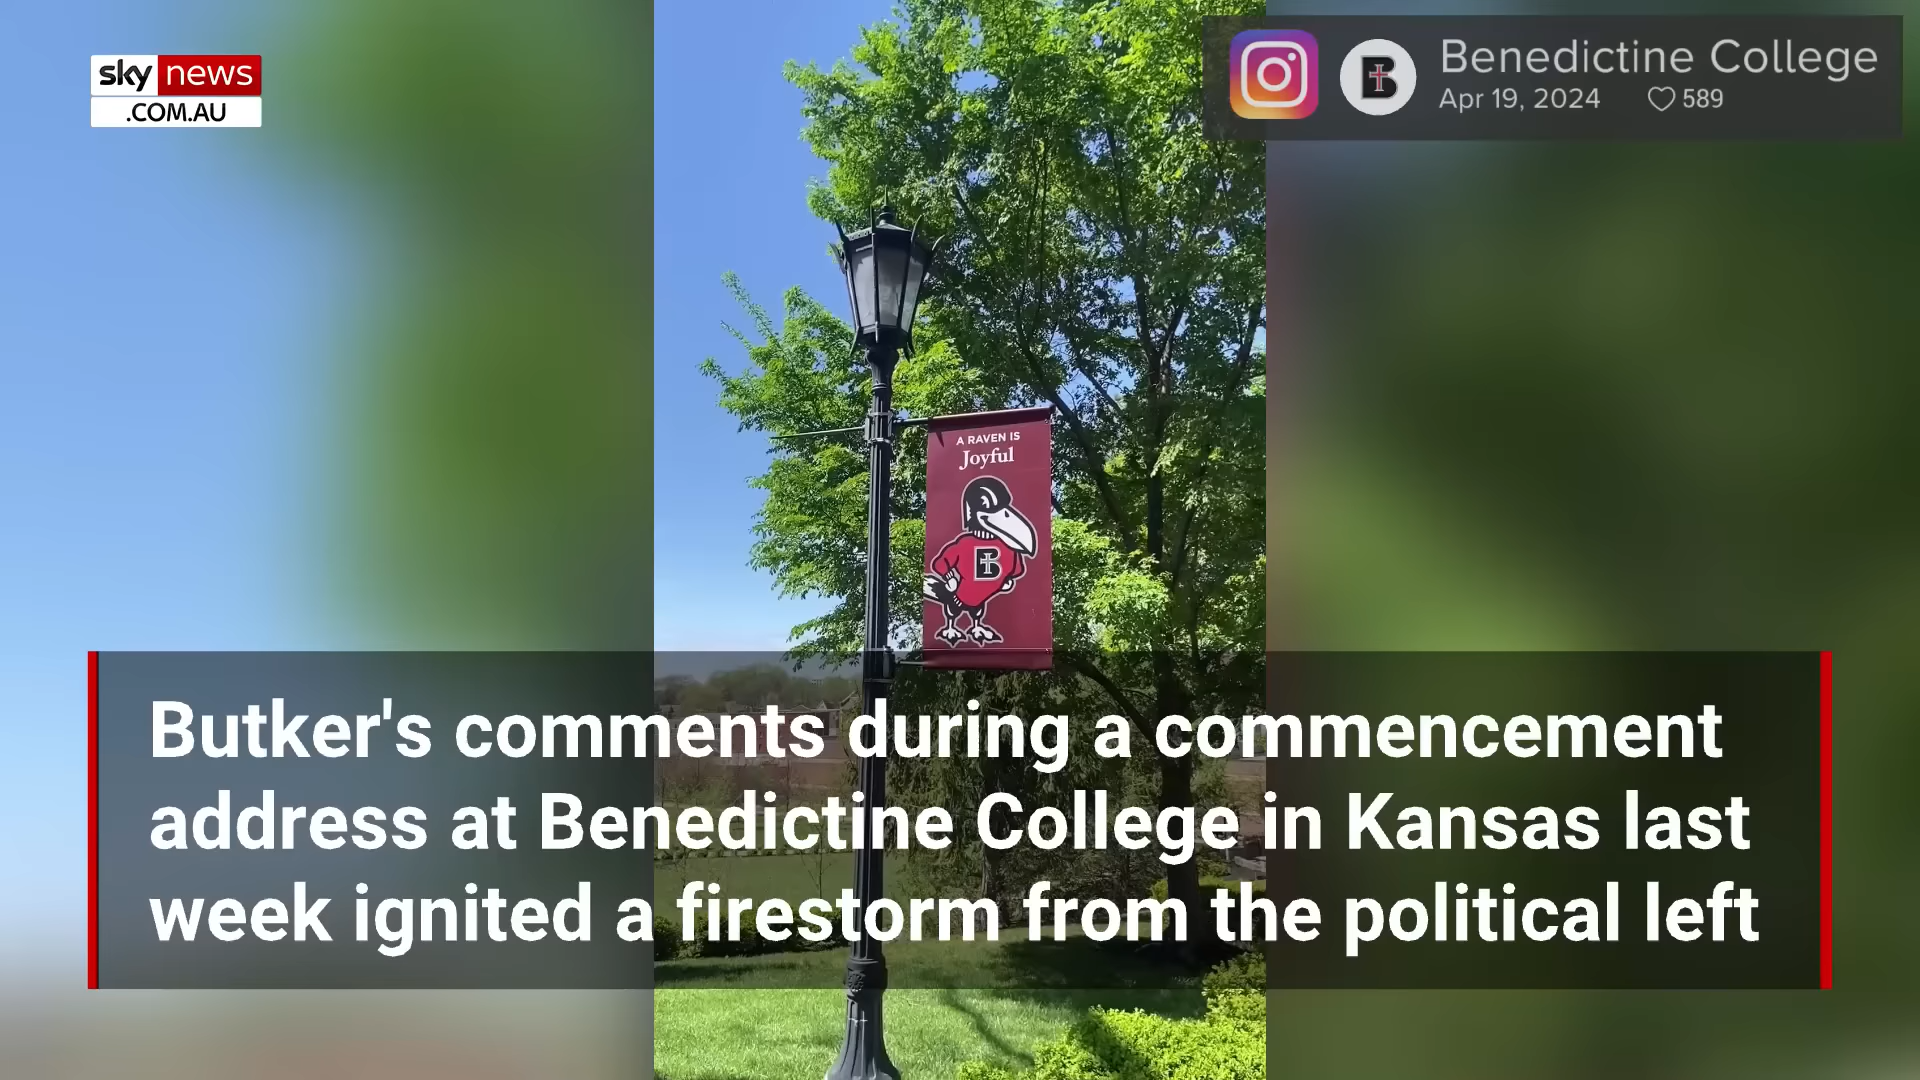 sky news
.COM.AU
Benedictine College
Apr 19, 2024 589
A RAVEN IS
Joyful
B
Butker's comments during a commencement
address at Benedictine College in Kansas last
week ignited a firestorm from the political left